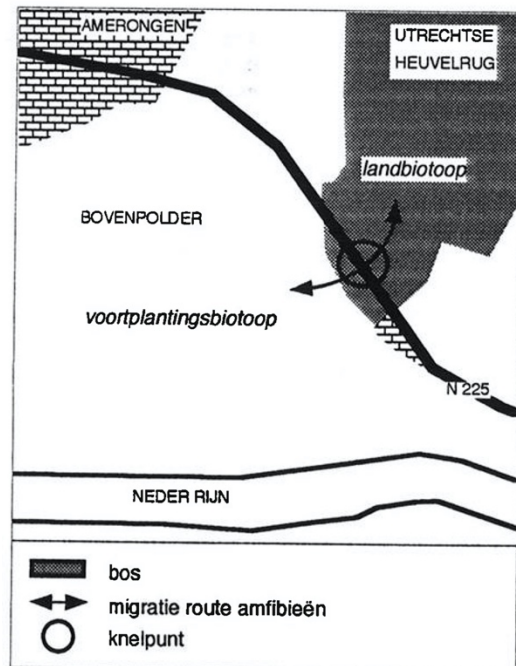 AMERONGEN
UTRECHTSE
HEUVELRUG
landbiotoop
BOVENPOLDER
voortplantingsbiotoop
N 225
NEDER RIJN
bos
migratie route amfibieën
knelpunt